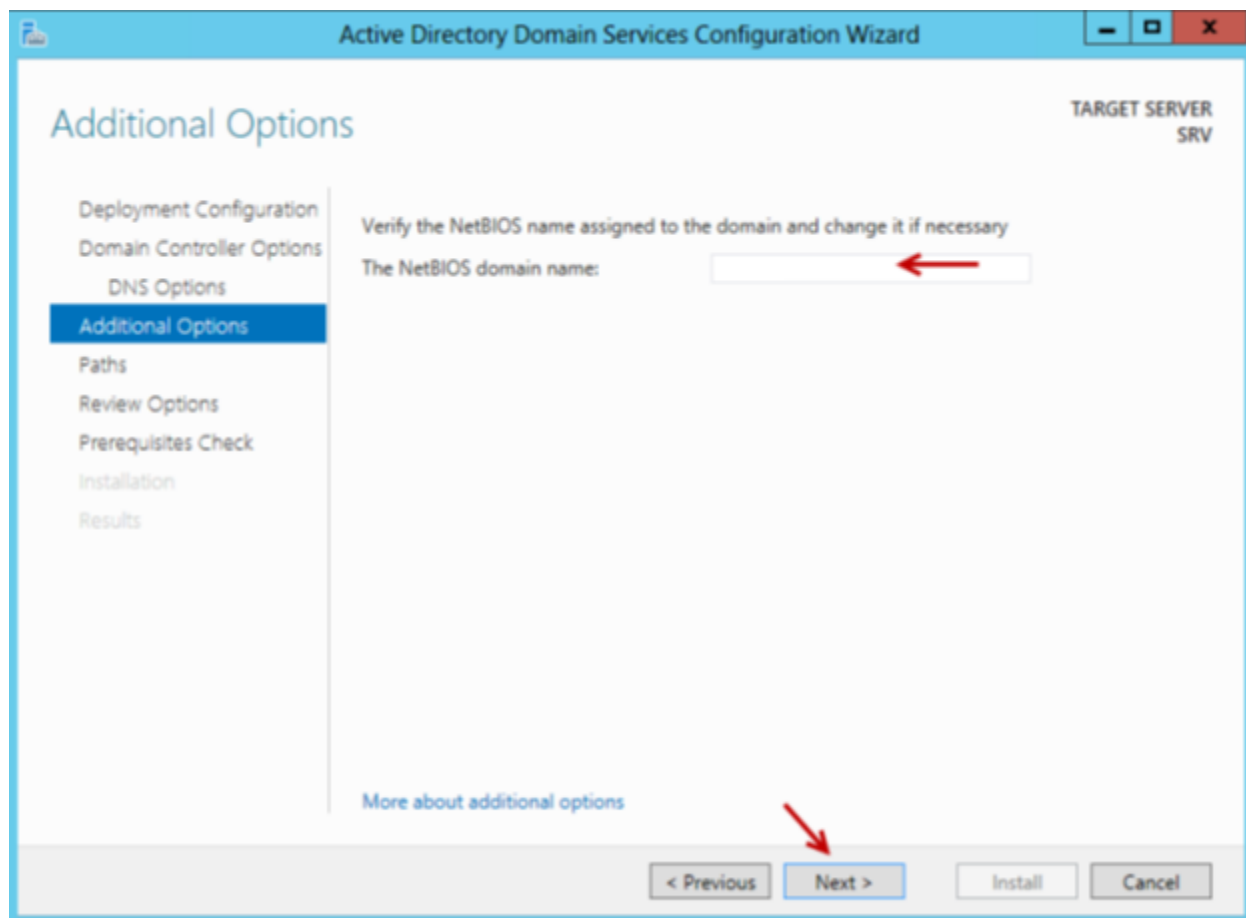 Active Directory Domain Services Configuration Wizard
Additional Options
TARGET SERVER
SRV
Deployment Configuration
Domain Controller Options
DNS Options
Additional Options
Paths
Review Options
Prerequisites Check
Installation
Results
Verify the NetBIOS name assigned to the domain and change it if necessary
The NetBIOS domain name:
More about additional options
< Previous
Next >
Install
Cancel